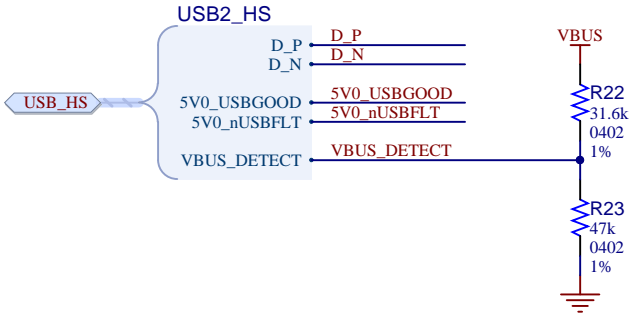 USB2_HS
USB_HS
D_P D_P
D_N D_N
5V0_USBGOOD 5V0_USBGOOD
5V0_nUSBFLT 5V0_nUSBFLT
VBUS_DETECT VBUS_DETECT
VBUS
R22
31.6k
0402
1%
R23
47k
0402
1%